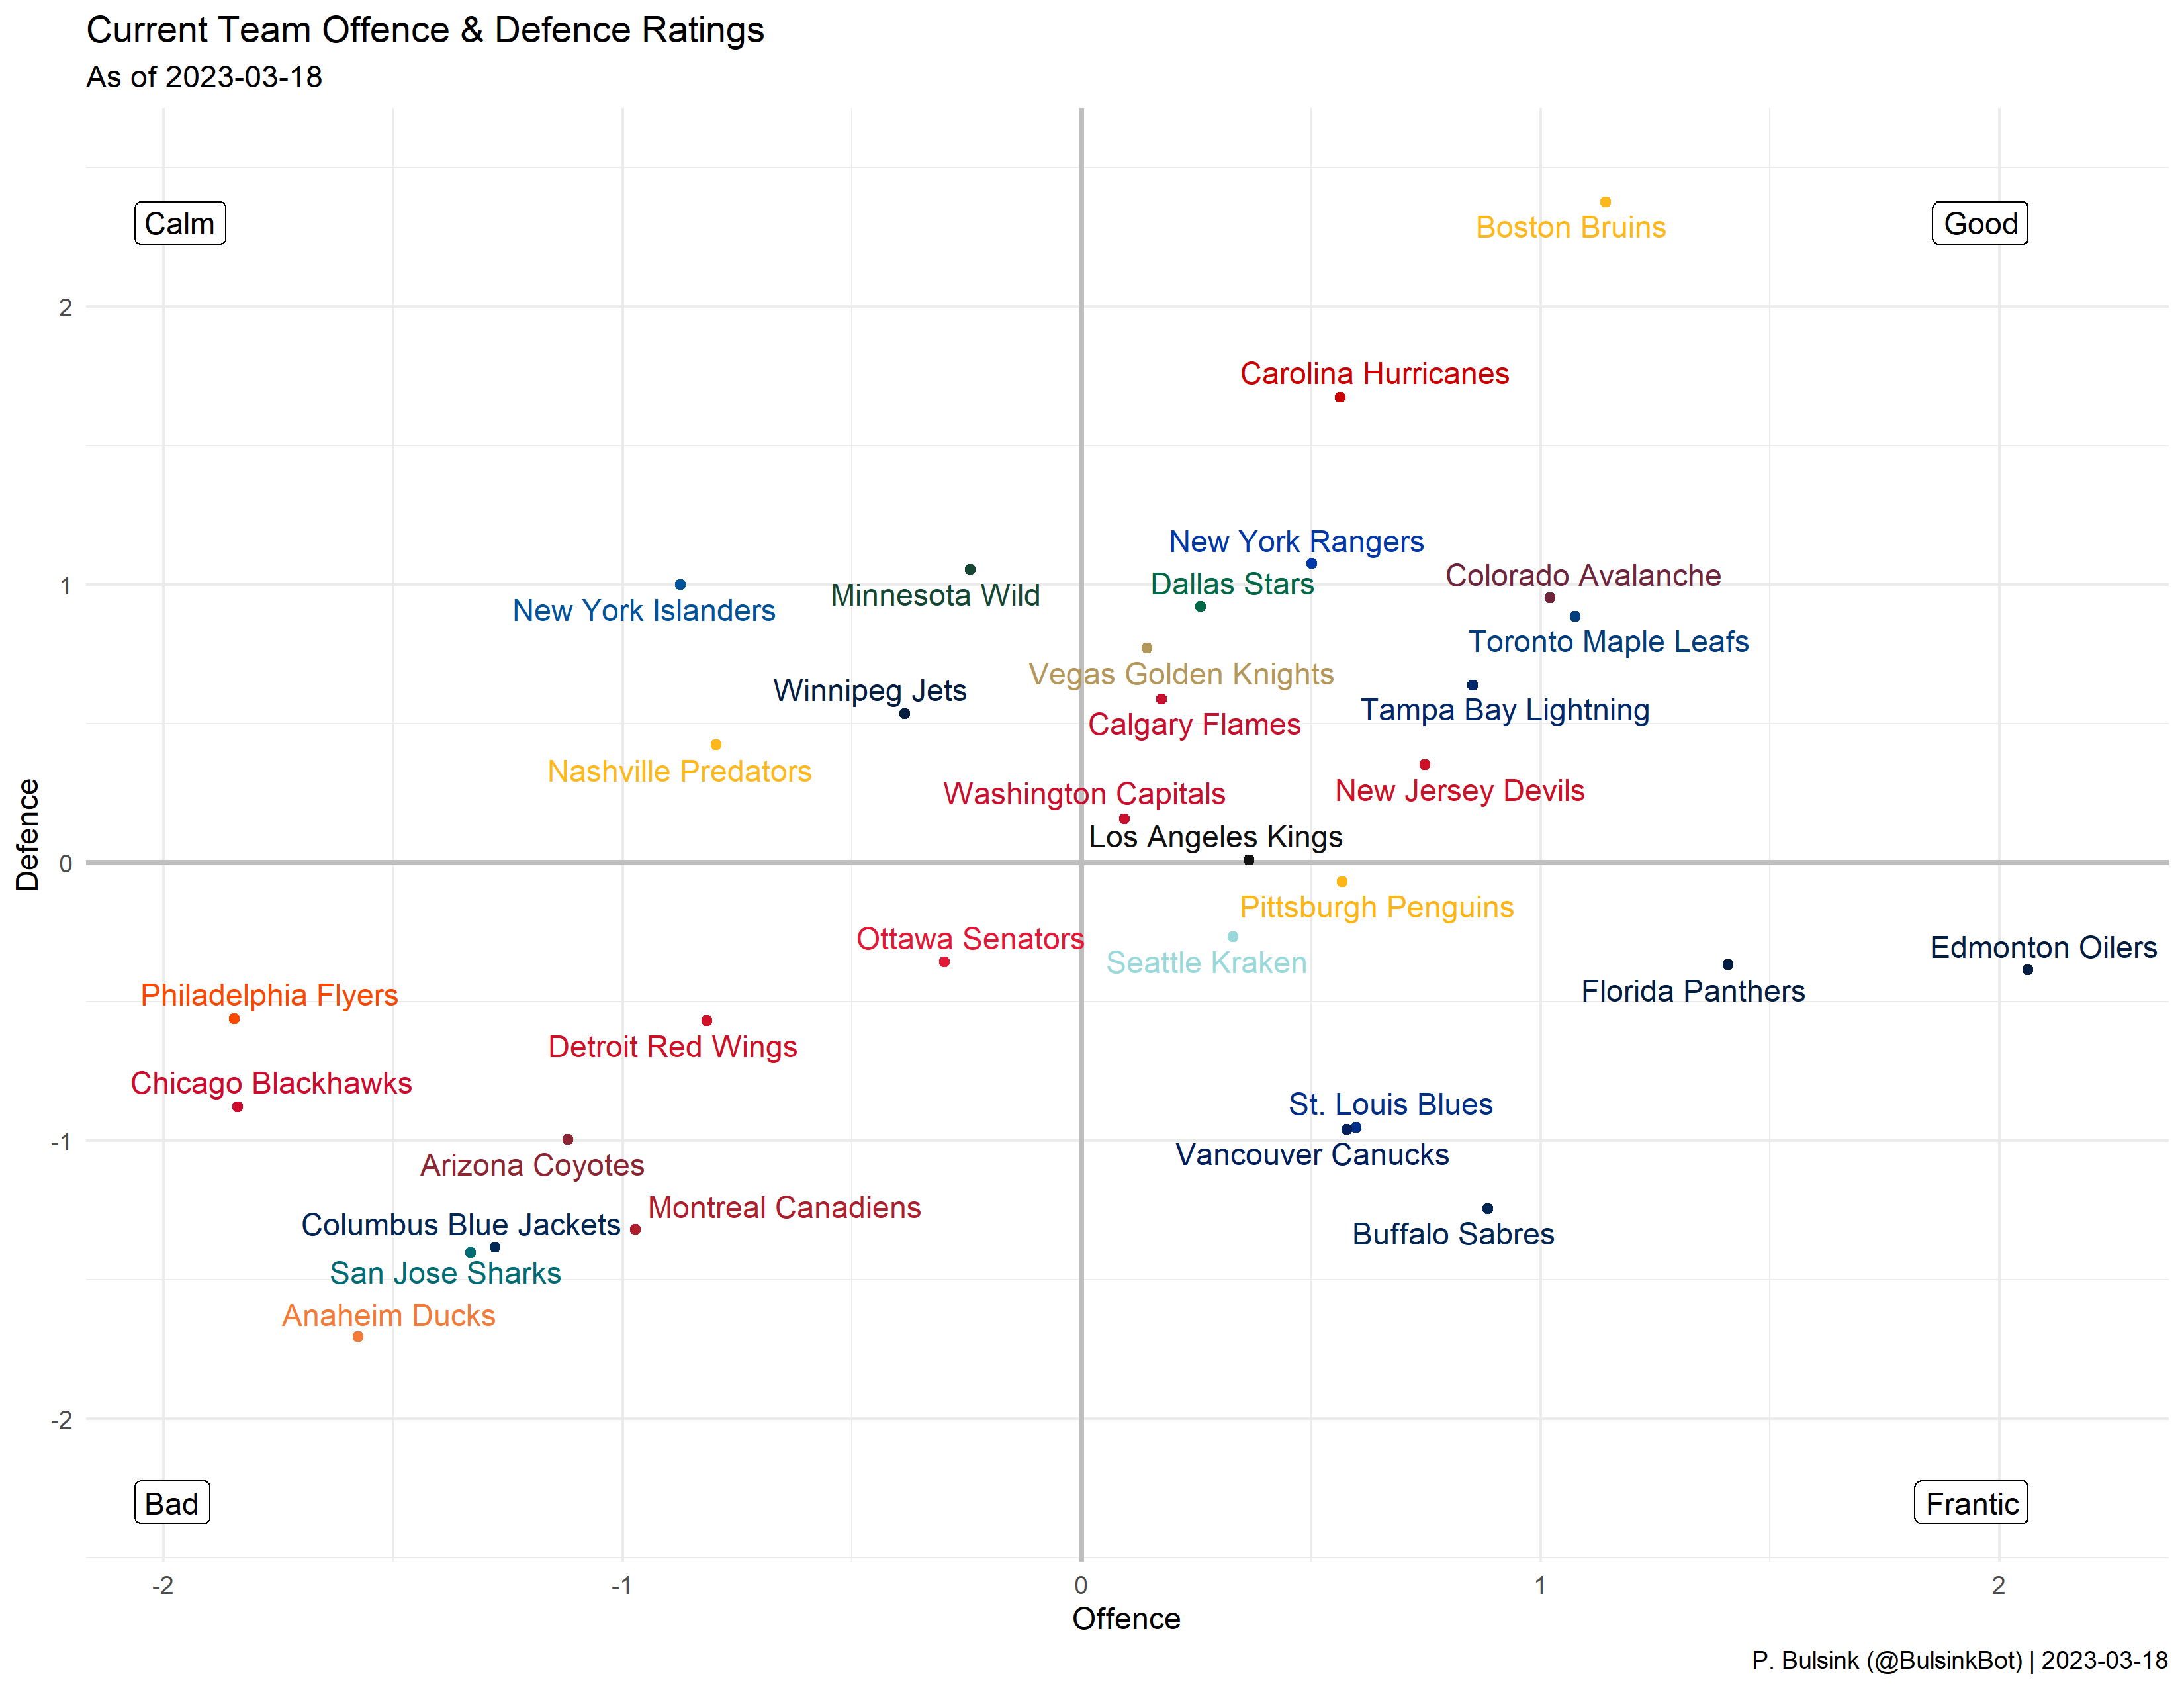 Current Team Offence & Defence Ratings
As of 2023-03-18
Calm
Good
Boston Bruins
2
Carolina Hurricanes
New York Rangers
Colorado Avalanche
Dallas Stars
1
Minnesota Wild
New York Islanders
Toronto Maple Leafs
Vegas Golden Knights
Winnipeg Jets
Tampa Bay Lightning
Calgary Flames
Nashville Predators
New Jersey Devils
Washington Capitals
Defence
Los Angeles Kings
0
Pittsburgh Penguins
Ottawa Senators
Edmonton Oilers
Seattle Kraken
Florida Panthers
Philadelphia Flyers
Detroit Red Wings
Chicago Blackhawks
St. Louis Blues
-1
Vancouver Canucks
Arizona Coyotes
Montreal Canadiens
Columbus Blue Jackets
Buffalo Sabres
San Jose Sharks
Anaheim Ducks
-2
Bad
Frantic
-2 -1 0 1 2
Offence
P. Bulsink (@BulsinkBot) | 2023-03-18